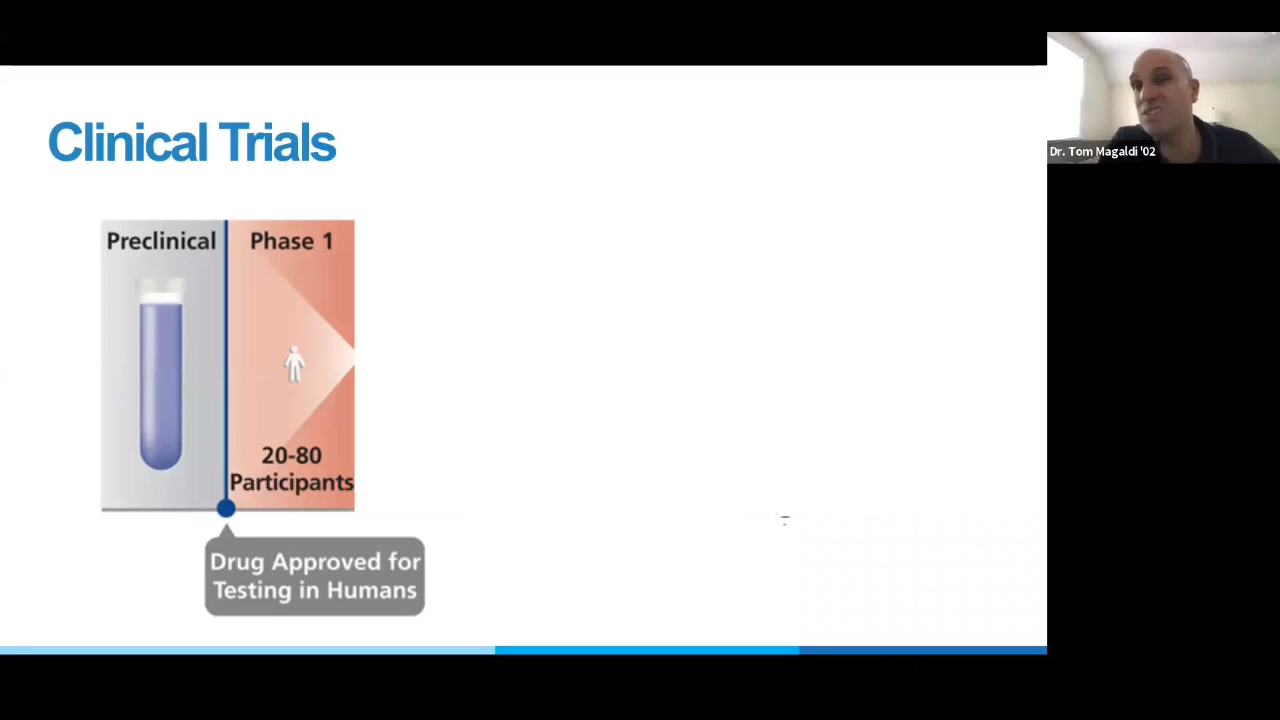 Clinical Trials
Preclinical
Phase 1
20-80
Participants
Drug Approved for
Testing in Humans
Dr. Tom Magaldi '02